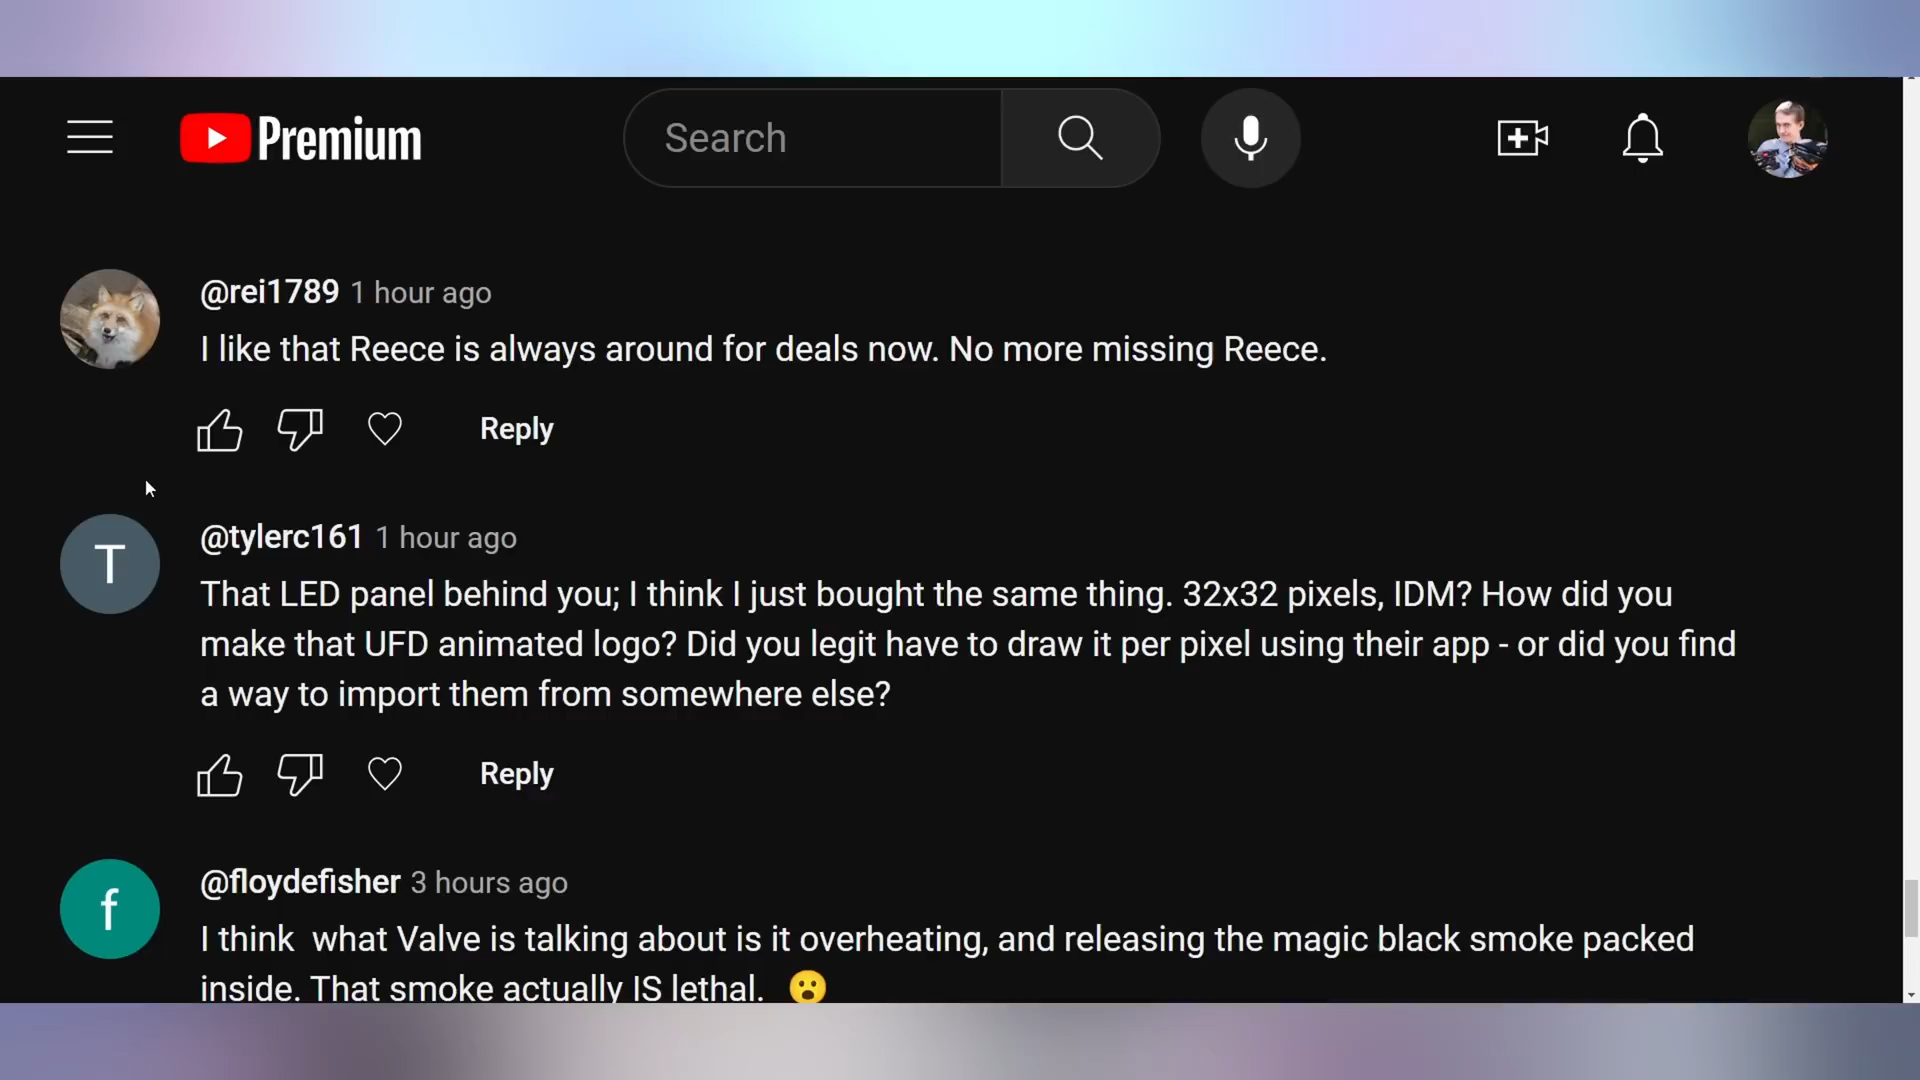 Premium
Search
@rei1789 1 hour ago
I like that Reece is always around for deals now. No more missing Reece.
Reply
T
@tylerc161 1 hour ago
That LED panel behind you; I think I just bought the same thing. 32x32 pixels, IDM? How did you
make that UFD animated logo? Did you legit have to draw it per pixel using their app - or did you find
a way to import them from somewhere else?
Reply
f
@floydefisher 3 hours ago
I think what Valve is talking about is it overheating, and releasing the magic black smoke packed
inside. That smoke actually IS lethal. 😮